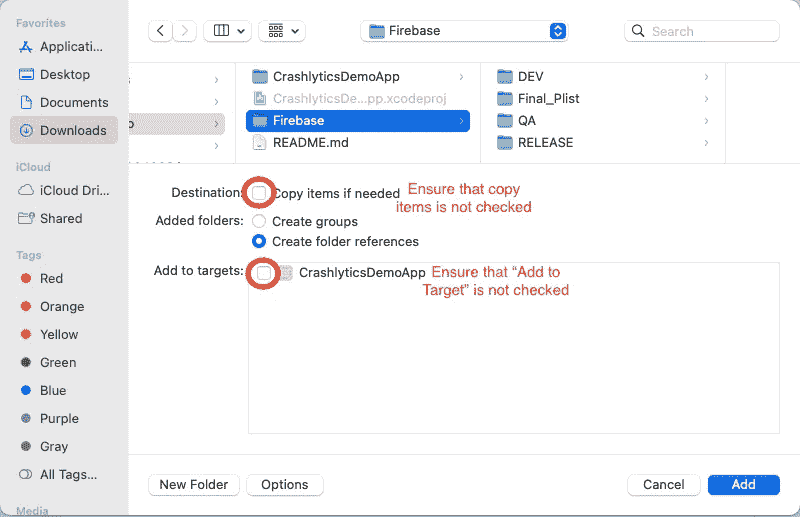 Favorites
Applicati...
Desktop
Documents
Downloads
iCloud
iCloud Dri...
Shared
Tags
Red
Orange
Yellow
Green
Blue
Purple
Gray
All Tags...
Media
Firebase
Search
CrashlyticsDemoApp
CrashlyticsDe...pp.xcodeproj
Firebase
README.md
DEV
Final_Plist
QA
RELEASE
Destination: Copy items if needed
Ensure that copy
items is not checked
Added folders: Create groups
Create folder references
Add to targets: CrashlyticsDemoApp
Ensure that “Add to
Target” is not checked
New Folder
Options
Cancel
Add